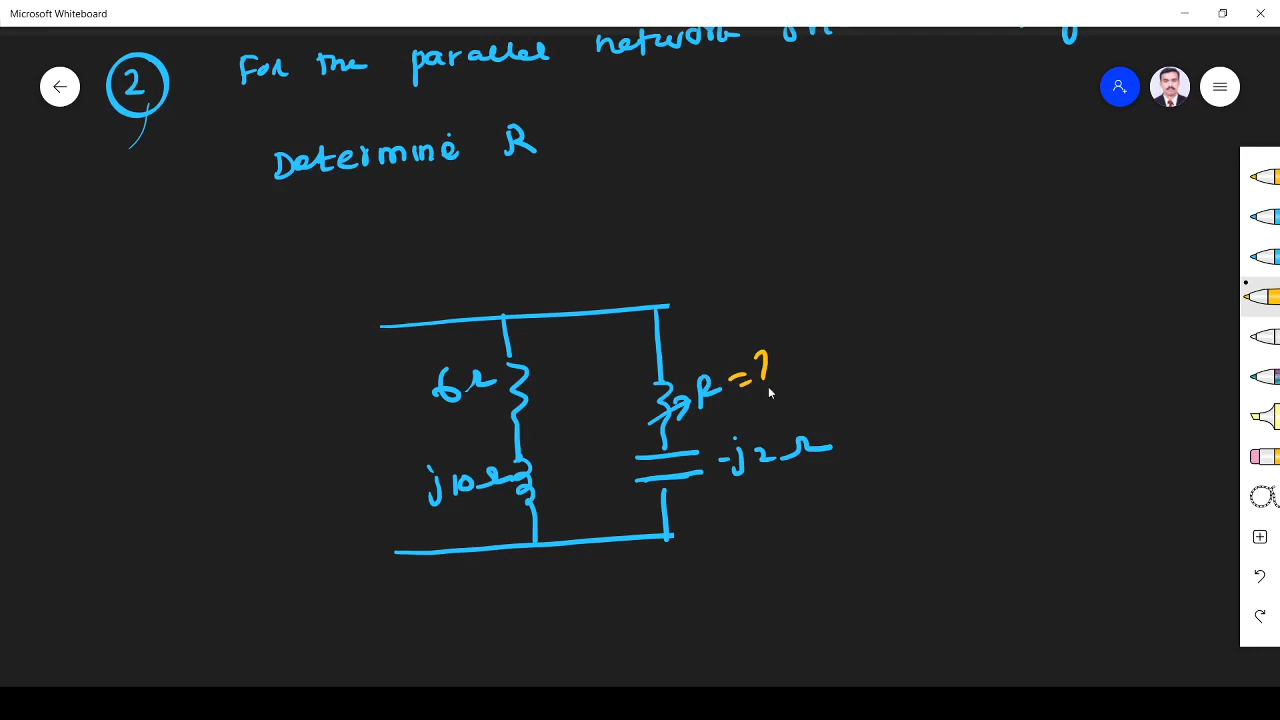 Microsoft Whiteboard
2
For the parallel network
Determine R
6Ω
R = ?
j10Ω
-j2Ω